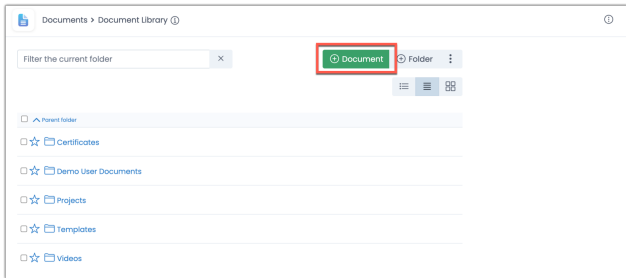 Documents > Document Library
Filter the current folder
Document
Folder
Parent folder
Certificates
Demo User Documents
Projects
Templates
Videos